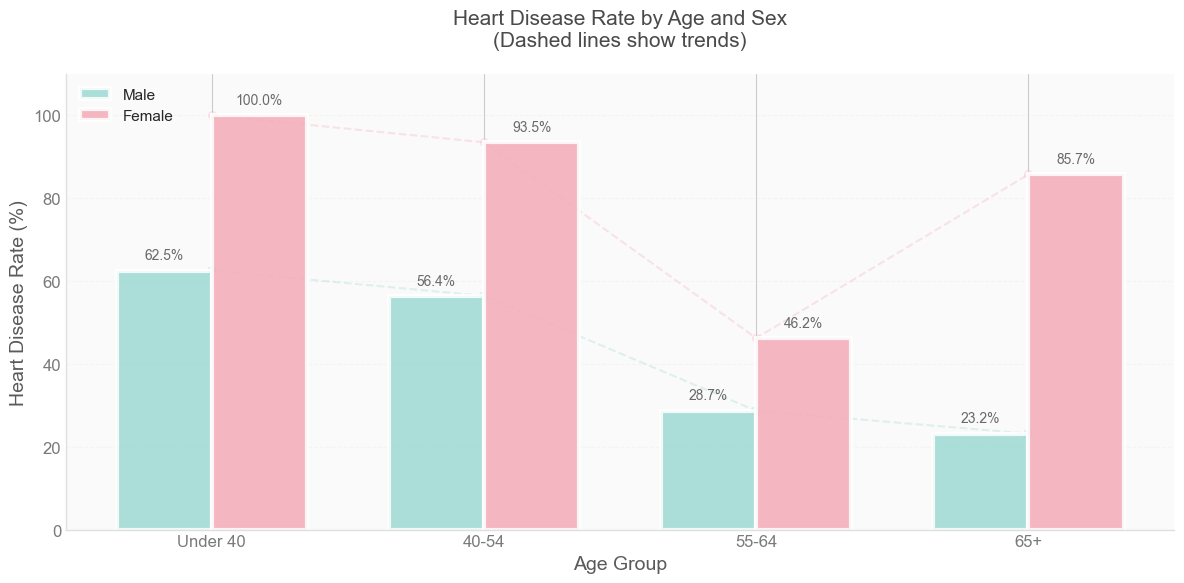 Heart Disease Rate by Age and Sex
(Dashed lines show trends)
Male
Female
Heart Disease Rate (%)
100
80
60
40
20
0
62.5%
100.0%
56.4%
93.5%
28.7%
46.2%
23.2%
85.7%
Under 40
40-54
55-64
65+
Age Group